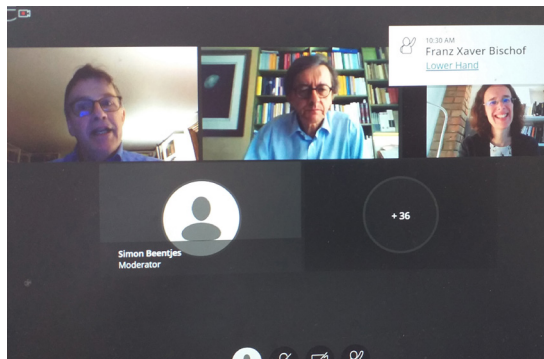 10:30 AM
Franz Xaver Bischof
Lower Hand
+ 36
Simon Beentjes
Moderator